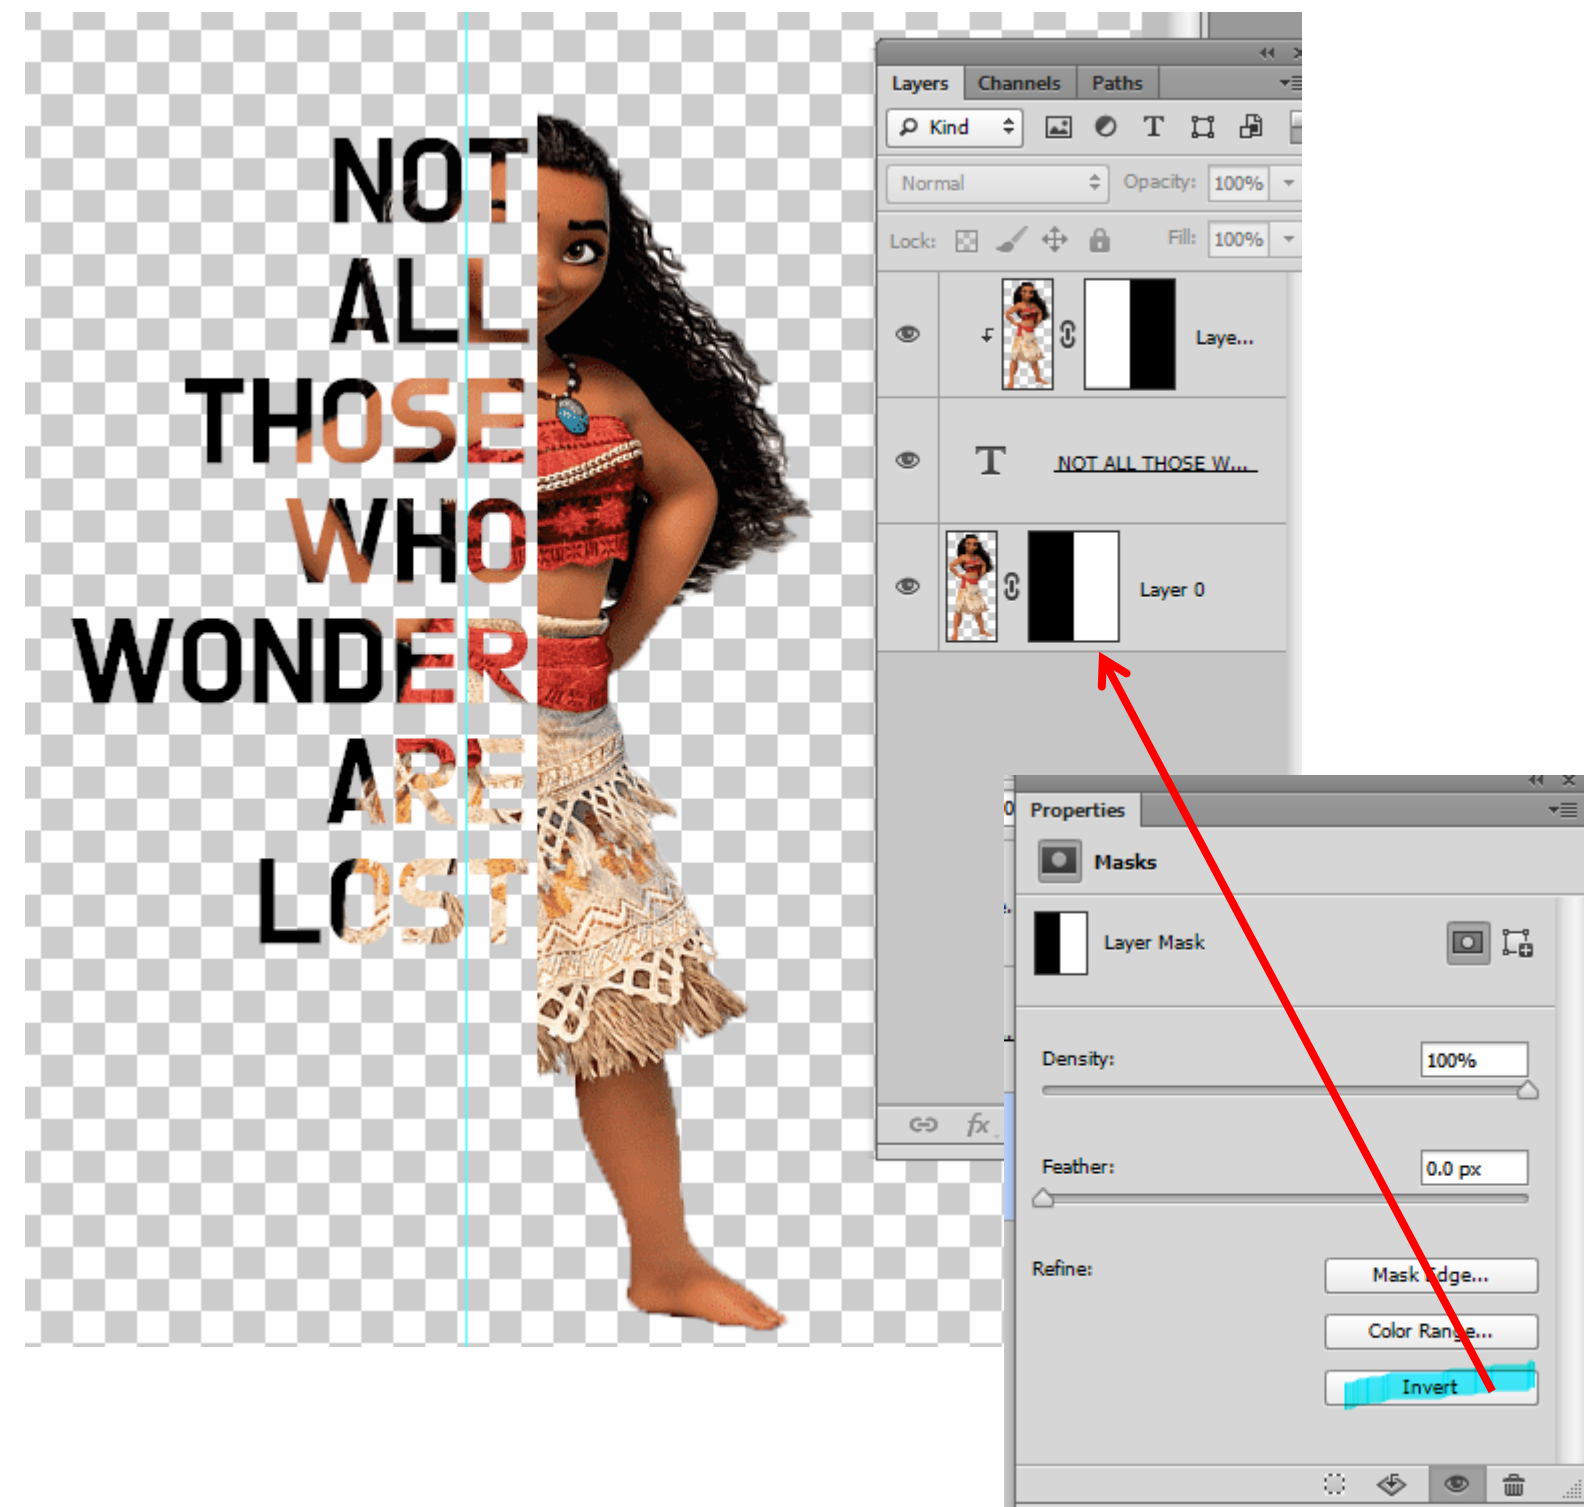 NOT
ALL
THOSE
WHO
WONDER
ARE
LOST
Layers Channels Paths
Kind
Normal Opacity: 100%
Lock: Fill: 100%
Laye...
T NOT ALL THOSE W...
Layer 0
fx
Properties
Masks
Layer Mask
Density: 100%
Feather: 0.0 px
Refine: Mask Edge...
Color Range...
Invert